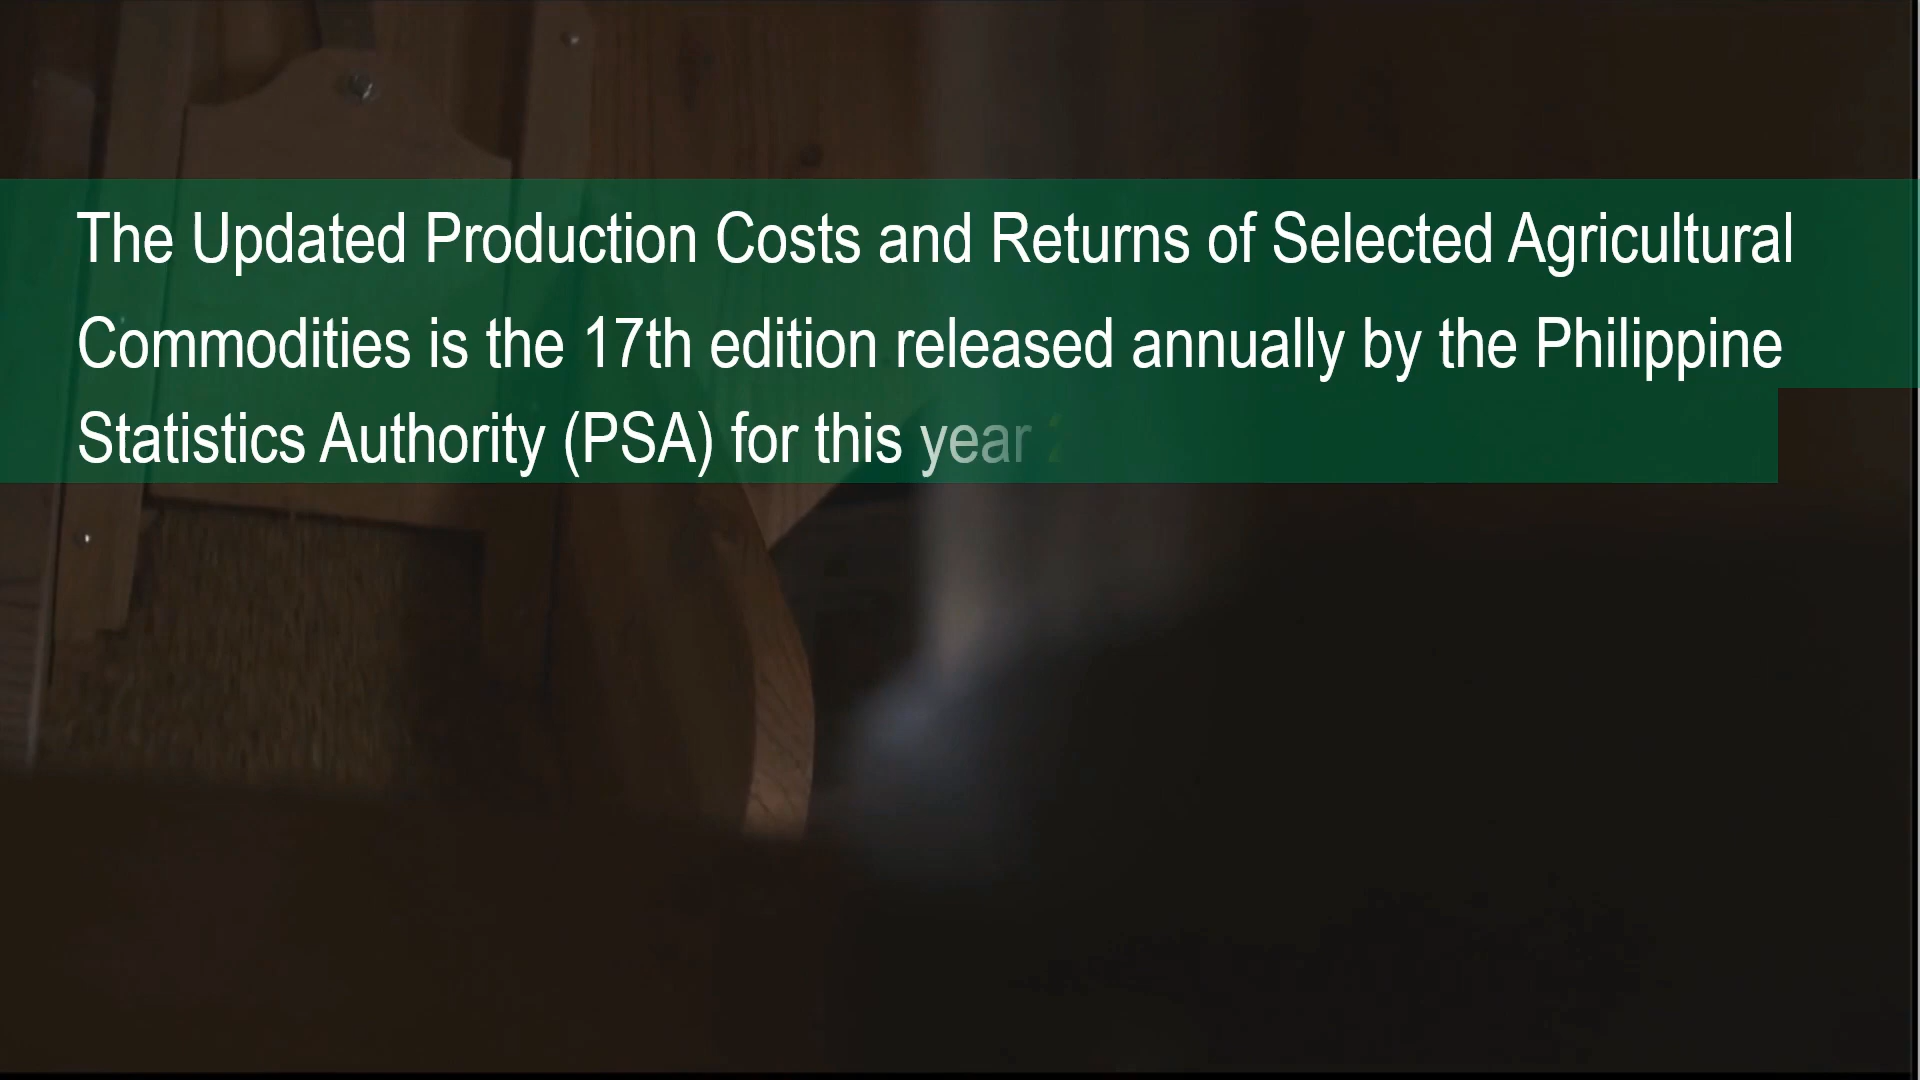 The Updated Production Costs and Returns of Selected Agricultural
Commodities is the 17th edition released annually by the Philippine
Statistics Authority (PSA) for this year